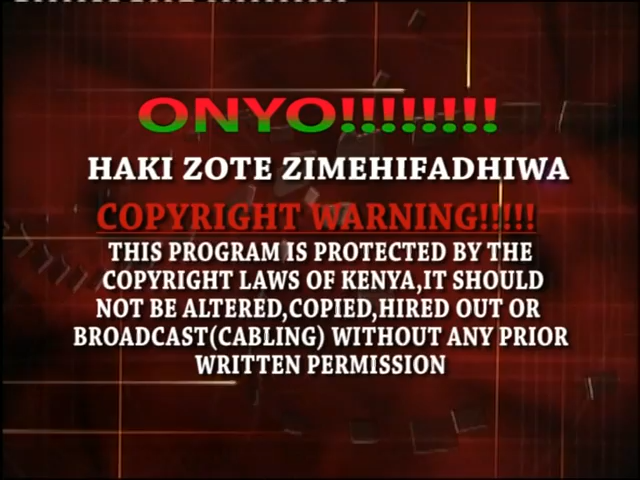 ONYO!!!!!!!!
HAKI ZOTE ZIMEHIFADHIWA
COPYRIGHT WARNING!!!!!
THIS PROGRAM IS PROTECTED BY THE
COPYRIGHT LAWS OF KENYA,IT SHOULD
NOT BE ALTERED,COPIED,HIRED OUT OR
BROADCAST(CABLING) WITHOUT ANY PRIOR
WRITTEN PERMISSION